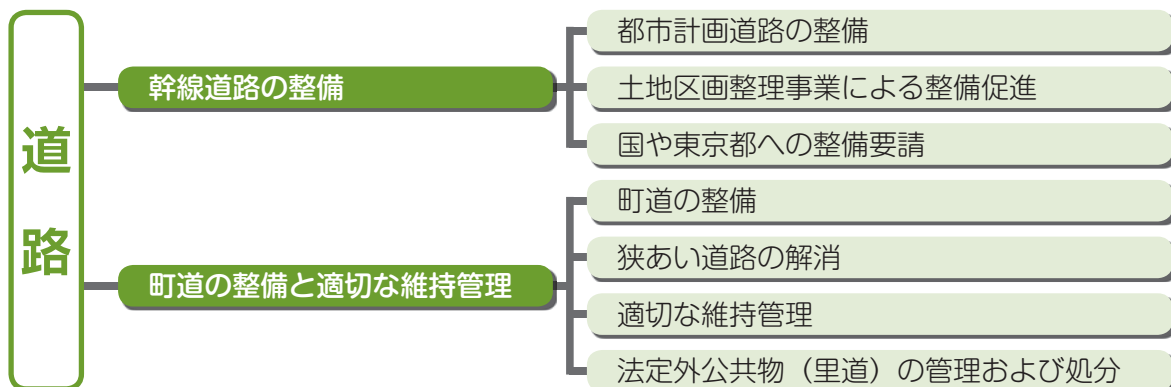 道路
幹線道路の整備
都市計画道路の整備
土地区画整理事業による整備促進
国や東京都への整備要請
町道の整備と適切な維持管理
町道の整備
狭あい道路の解消
適切な維持管理
法定外公共物（里道）の管理および処分